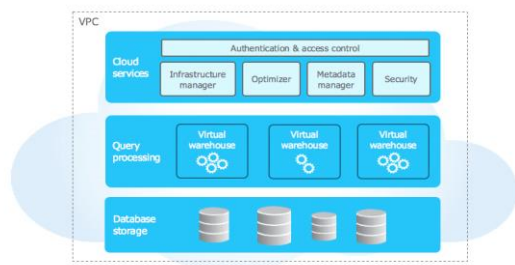 VPC
Authentication & access control
Cloud
services
Infrastructure
manager
Optimizer
Metadata
manager
Security
Query
processing
Virtual
warehouse
Virtual
warehouse
Virtual
warehouse
Database
storage